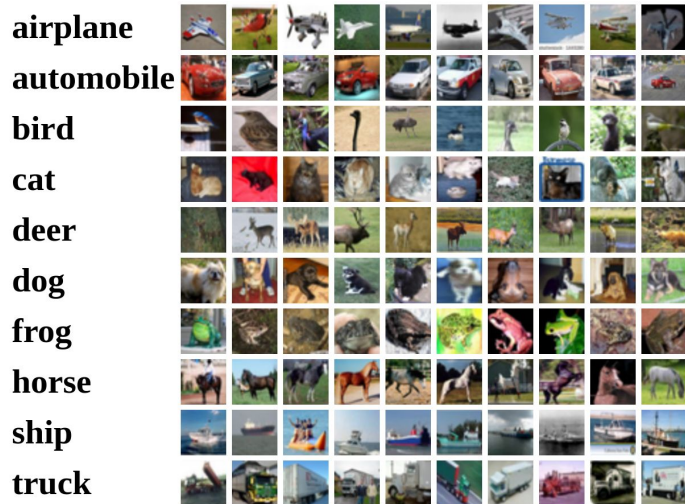 airplane
automobile
bird
cat
deer
dog
frog
horse
ship
truck